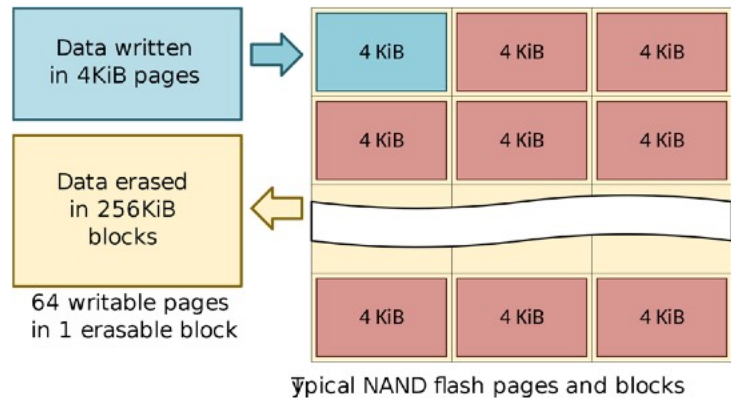 Data written
in 4KiB pages
4 KiB 4 KiB 4 KiB
4 KiB 4 KiB 4 KiB
Data erased
in 256KiB
blocks
64 writable pages
in 1 erasable block
4 KiB 4 KiB 4 KiB
Typical NAND flash pages and blocks